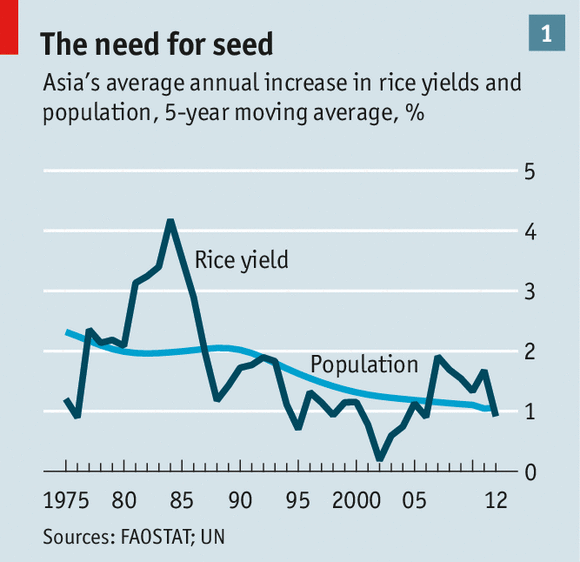 The need for seed
1
Asia's average annual increase in rice yields and
population, 5-year moving average, %
5
4
Rice yield
3
2
Population
1
0
1975 80 85 90 95 2000 05 12
Sources: FAOSTAT; UN